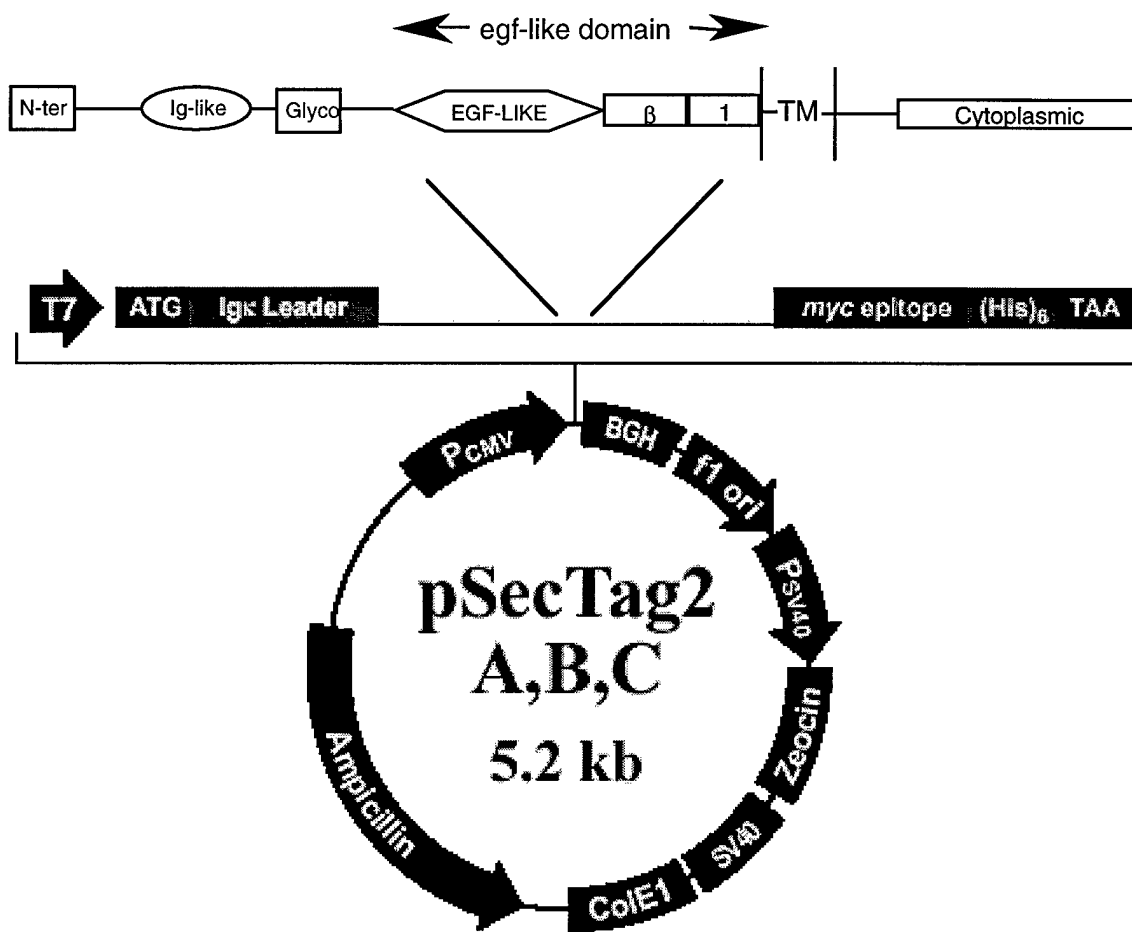 egf-like domain
N-ter Ig-like Glyco EGF-LIKE β 1 TM Cytoplasmic
T7 ATG Igκ Leader myc epitope (His)6 TAA
PCMV BGH f1 ori PSV40 Zeocin SV40 ColE1 Ampicillin
pSecTag2
A,B,C
5.2 kb